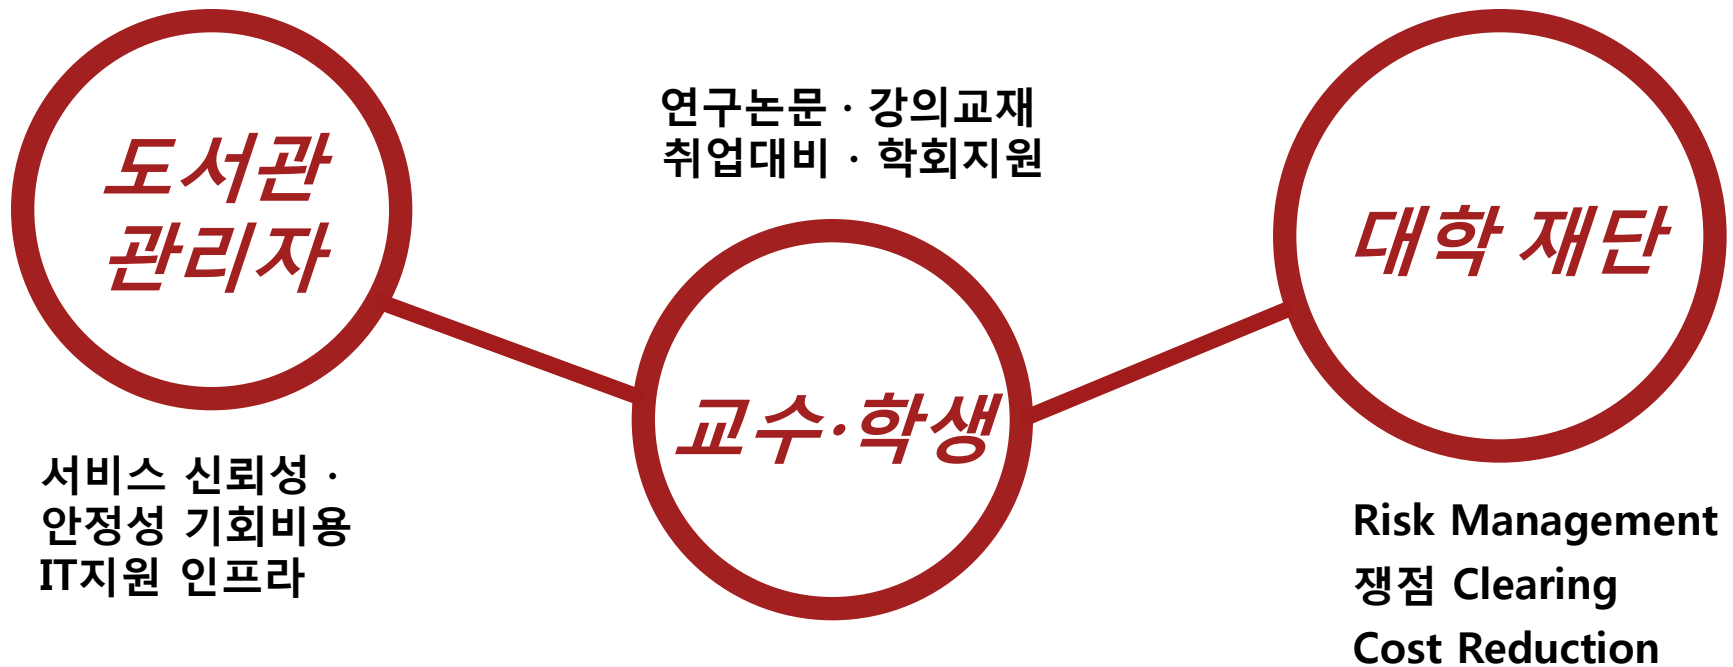 도서관
관리자
서비스 신뢰성 ·
안정성 기회비용
IT지원 인프라
연구논문 · 강의교재
취업대비 · 학회지원
교수·학생
대학 재단
Risk Management
쟁점 Clearing
Cost Reduction